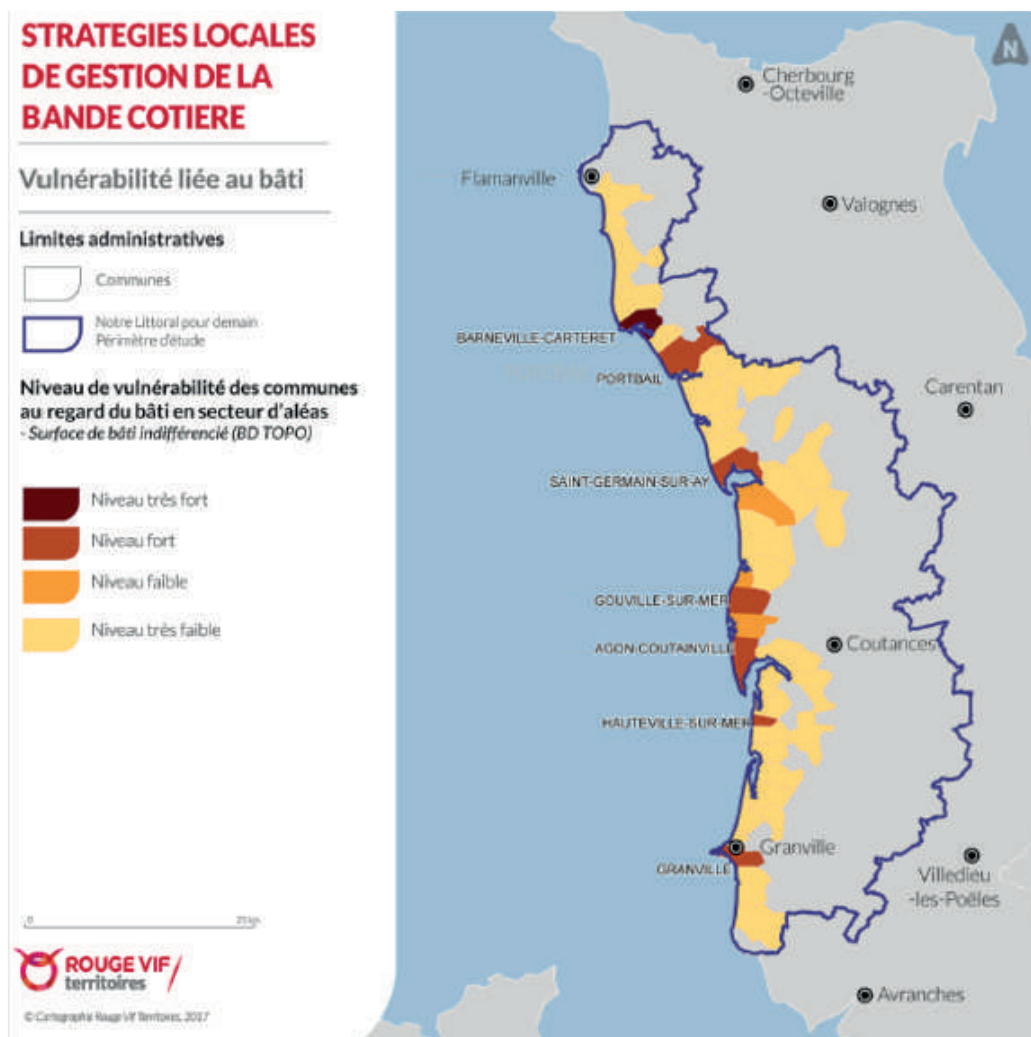 STRATEGIES LOCALES
DE GESTION DE LA
BANDE COTIERE
Vulnérabilité liée au bâti
Limites administratives
Communes
Notre Littoral pour demain
Périmètre d'étude
Niveau de vulnérabilité des communes
au regard du bâti en secteur d'aléas
- Surface de bâti indifférencié (BD TOPO)
Niveau très fort
Niveau fort
Niveau faible
Niveau très faible
0
ROUGE VIF
territoires
© Cartographie Rouge Vif Territoires, 2017
N
Cherbourg
-Octeville
Flamanville
Valognes
BARNEVILLE-CARTERET
PORTBAIL
Carentan
SAINT-GERMAIN-SUR-AY
GOUVILLE-SUR-MER
AGON-COUTAINVILLE
Coutances
HAUTEVILLE-SUR-MER
Granville
GRANVILLE
Villedieu
-les-Poëles
Avranches